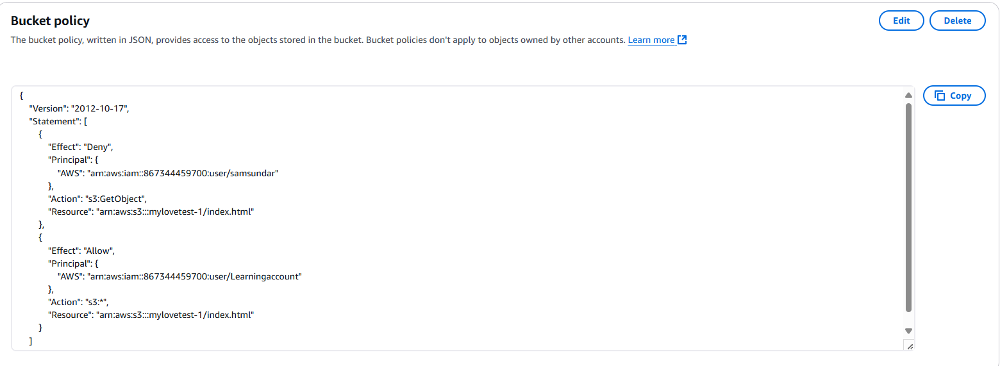 Bucket policy
Edit
Delete
The bucket policy, written in JSON, provides access to the objects stored in the bucket. Bucket policies don't apply to objects owned by other accounts. Learn more
{
"Version": "2012-10-17",
"Statement": [
{
"Effect": "Deny",
"Principal": {
"AWS": "arn:aws:iam::867344459700:user/samsundar"
},
"Action": "s3:GetObject",
"Resource": "arn:aws:s3:::mylovetest-1/index.html"
},
{
"Effect": "Allow",
"Principal": {
"AWS": "arn:aws:iam::867344459700:user/Learningaccount"
},
"Action": "s3:*",
"Resource": "arn:aws:s3:::mylovetest-1/index.html"
}
]
Copy